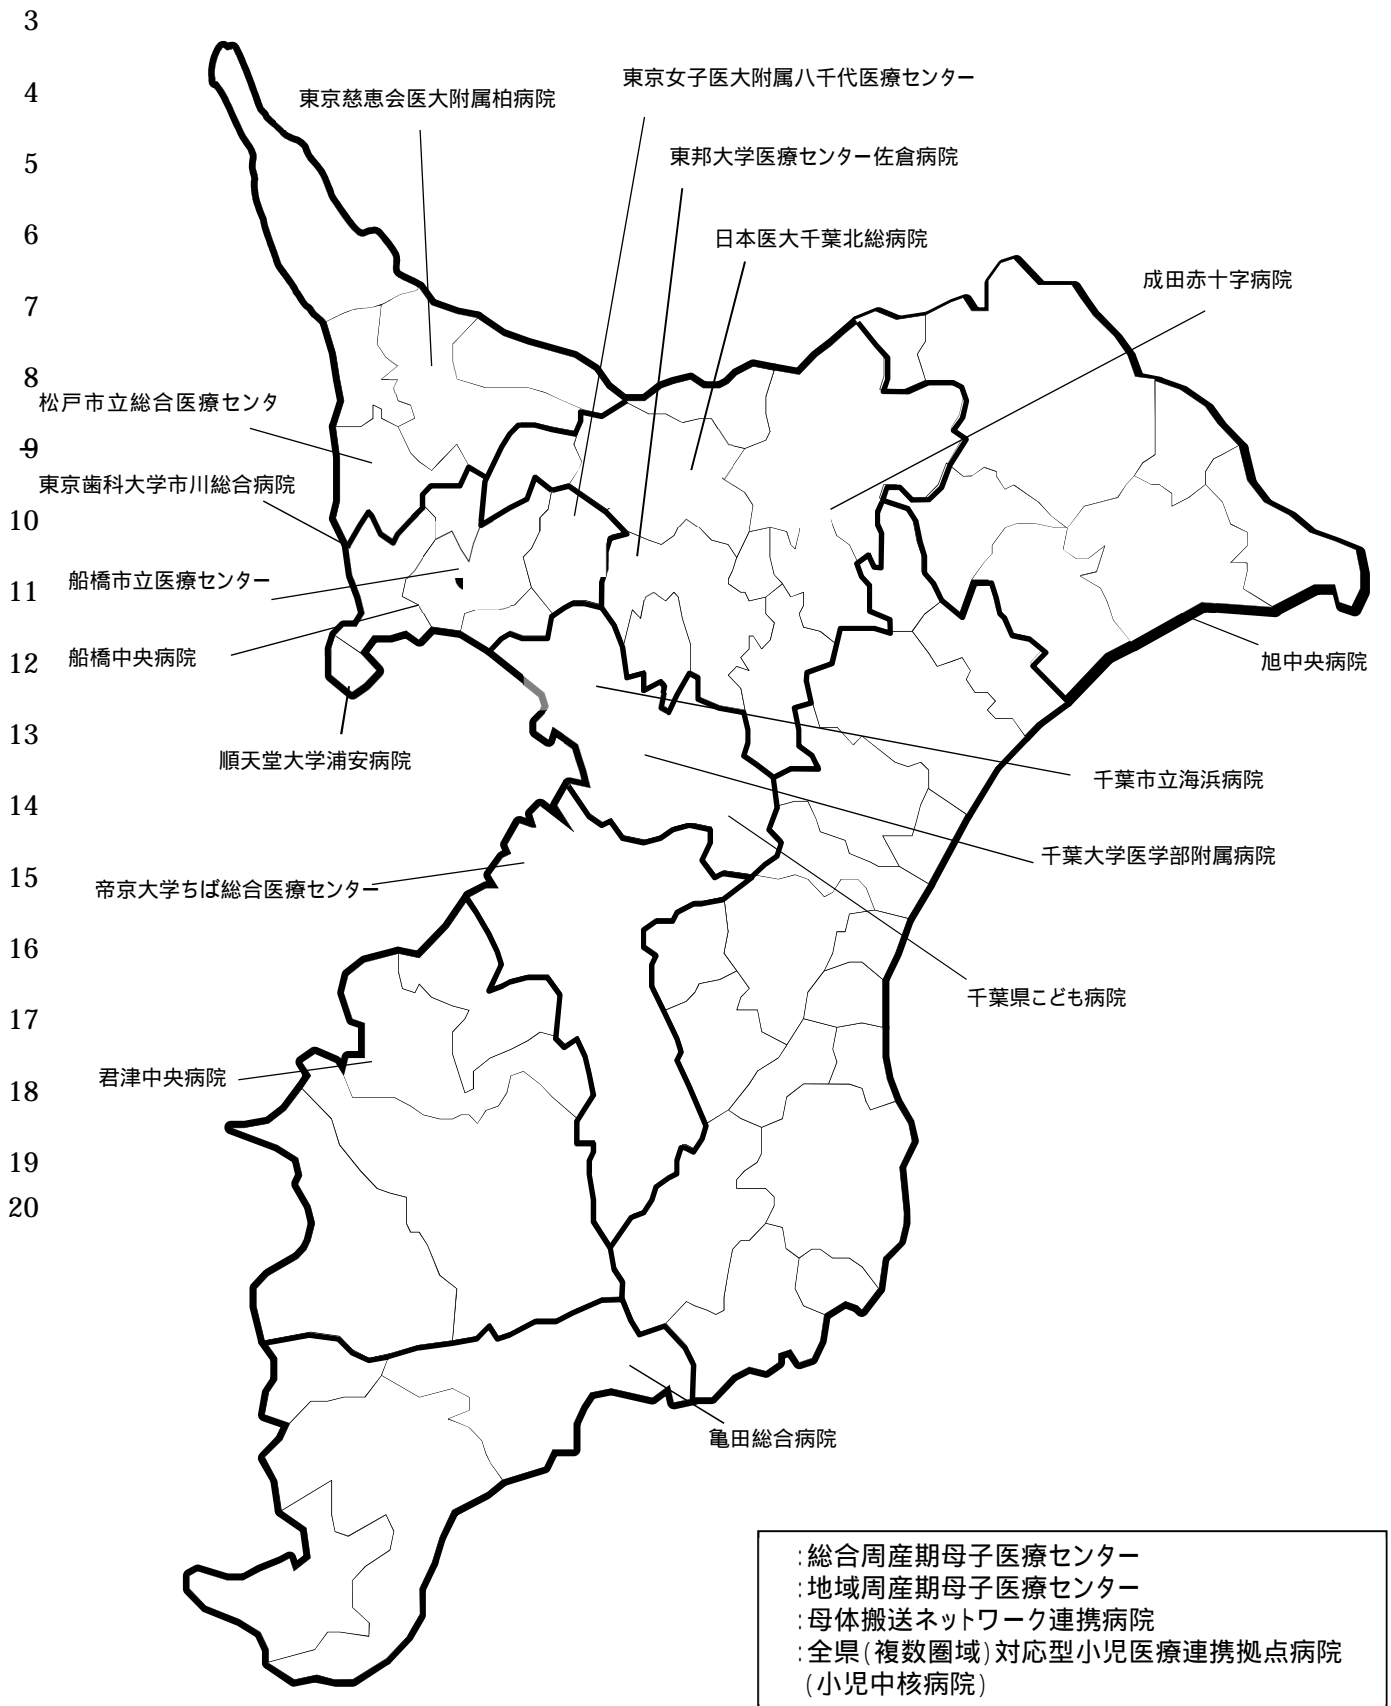 3
東京女子医大附属八千代医療センター
4
東京慈恵会医大附属柏病院
5
東邦大学医療センター佐倉病院
6
日本医大千葉北総病院
成田赤十字病院
7
8
松戸市立総合医療センタ
9
東京歯科大学市川総合病院
10
船橋市立医療センター
11
船橋中央病院
12
旭中央病院
13
順天堂大学浦安病院
千葉市立海浜病院
14
千葉大学医学部附属病院
15
帝京大学ちば総合医療センター
16
千葉県こども病院
17
君津中央病院
18
19
20
亀田総合病院
:総合周産期母子医療センター
:地域周産期母子医療センター
:母体搬送ネットワーク連携病院
:全県(複数圏域)対応型小児医療連携拠点病院
(小児中核病院)